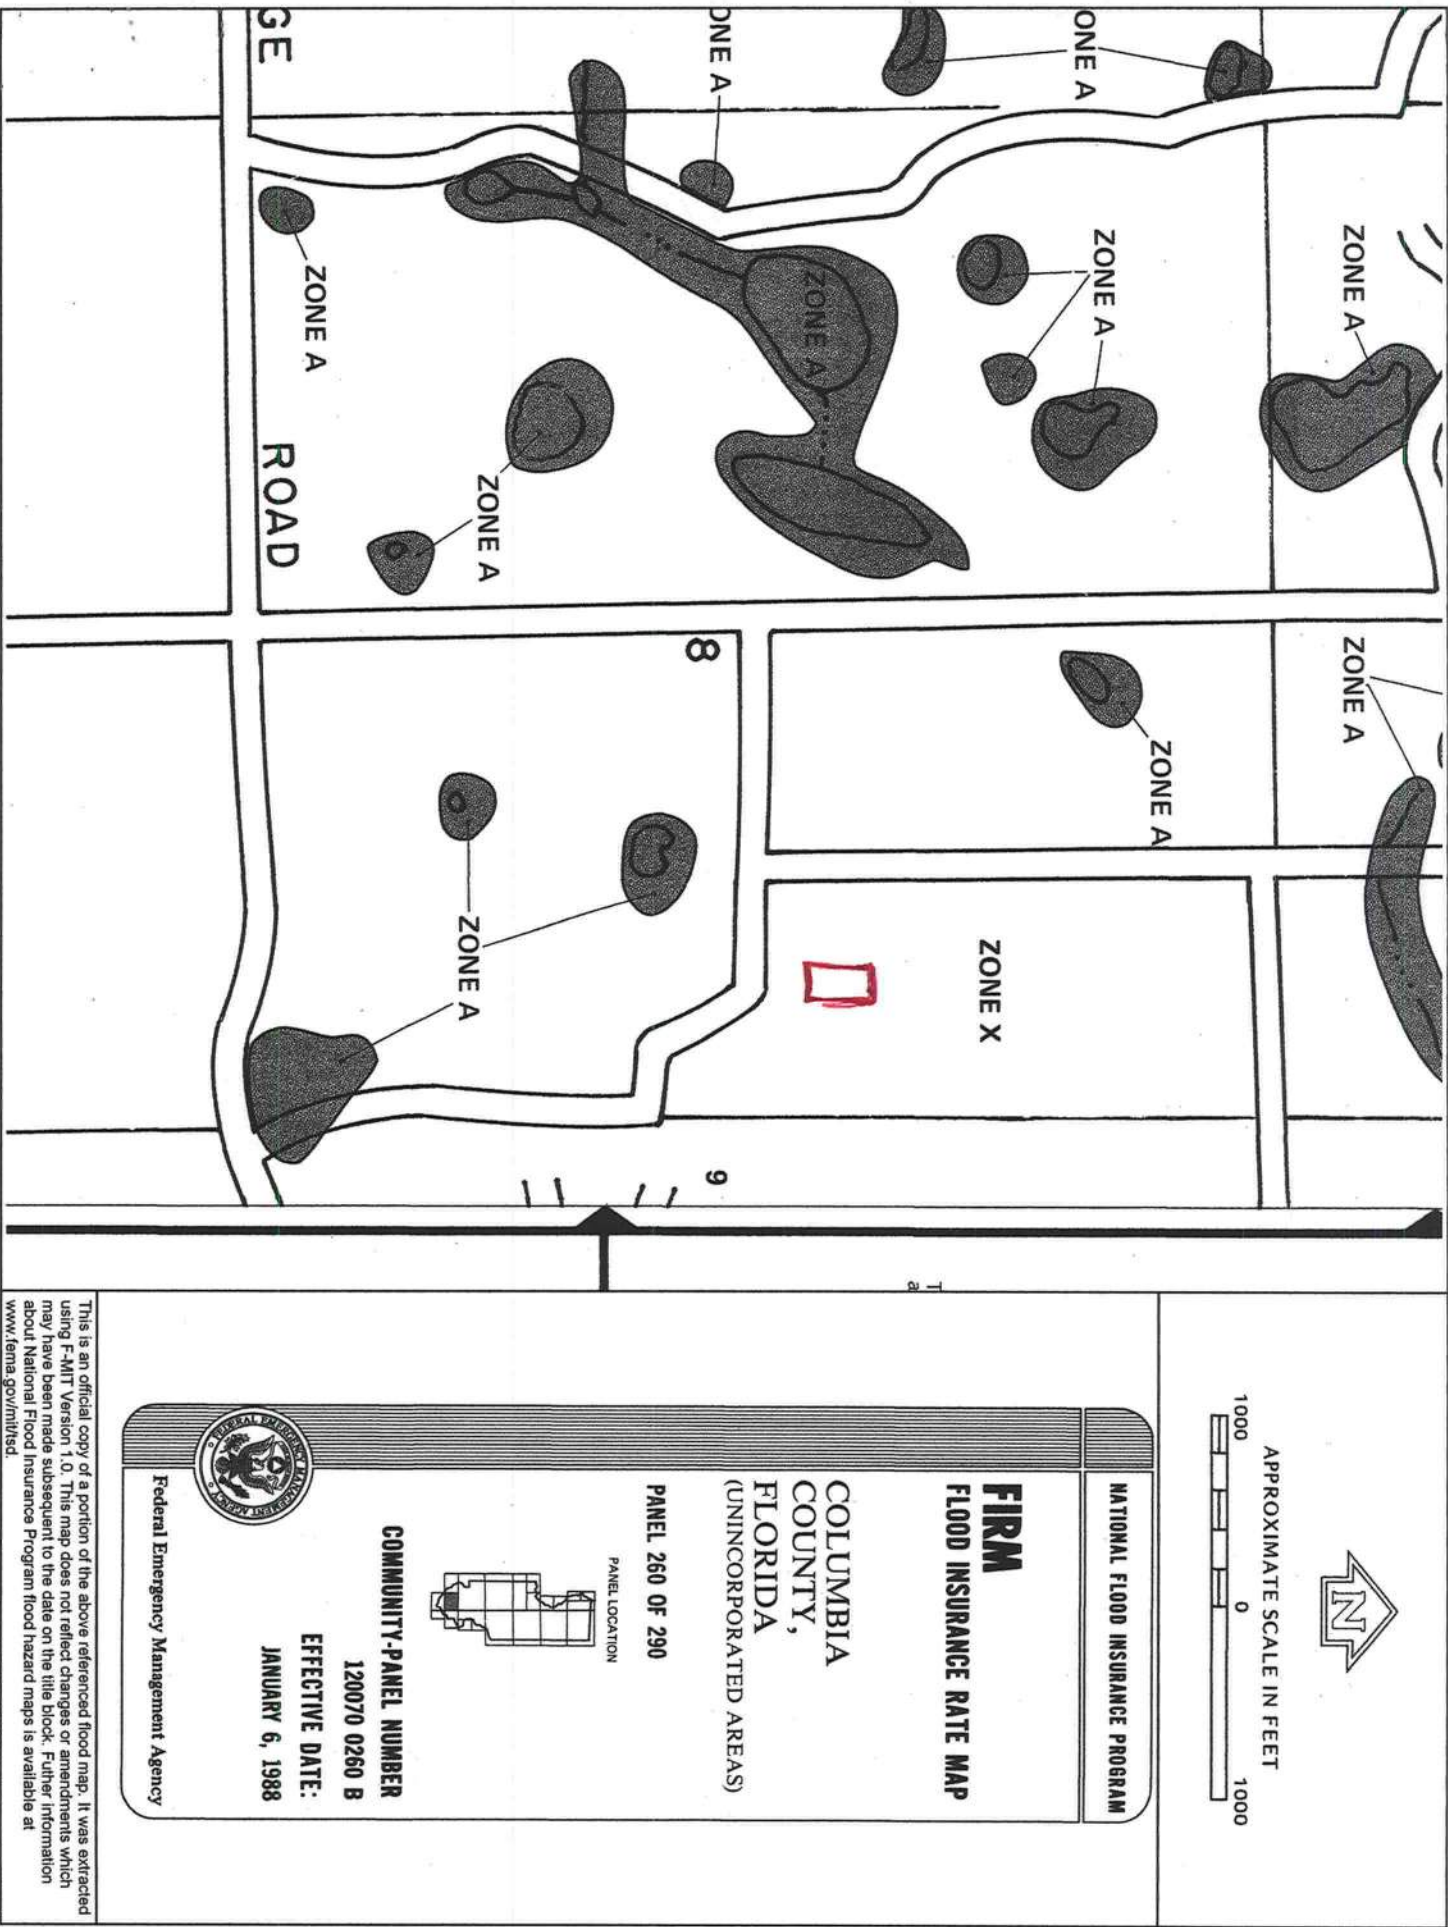 GE
ROAD
ONE A
ONE A
ZONE A
ZONE A
ZONE A
ZONE A
ZONE A
ZONE A
ZONE A
ZONE A
8
ZONE A
ZONE X
9
T
a
APPROXIMATE SCALE IN FEET
1000 0 1000
N
NATIONAL FLOOD INSURANCE PROGRAM
FIRM
FLOOD INSURANCE RATE MAP
COLUMBIA
COUNTY,
FLORIDA
(UNINCORPORATED AREAS)
PANEL 260 OF 290
PANEL LOCATION
COMMUNITY-PANEL NUMBER
120070 0260 B
EFFECTIVE DATE:
JANUARY 6, 1988
FEDERAL EMERGENCY MANAGEMENT AGENCY
Federal Emergency Management Agency
This is an official copy of a portion of the above referenced flood map. It was extracted
using F-MIT Version 1.0. This map does not reflect changes or amendments which
may have been made subsequent to the date on the title block. Futher information
about National Flood Insurance Program flood hazard maps is available at
www.fema.gov/mit/tsd.